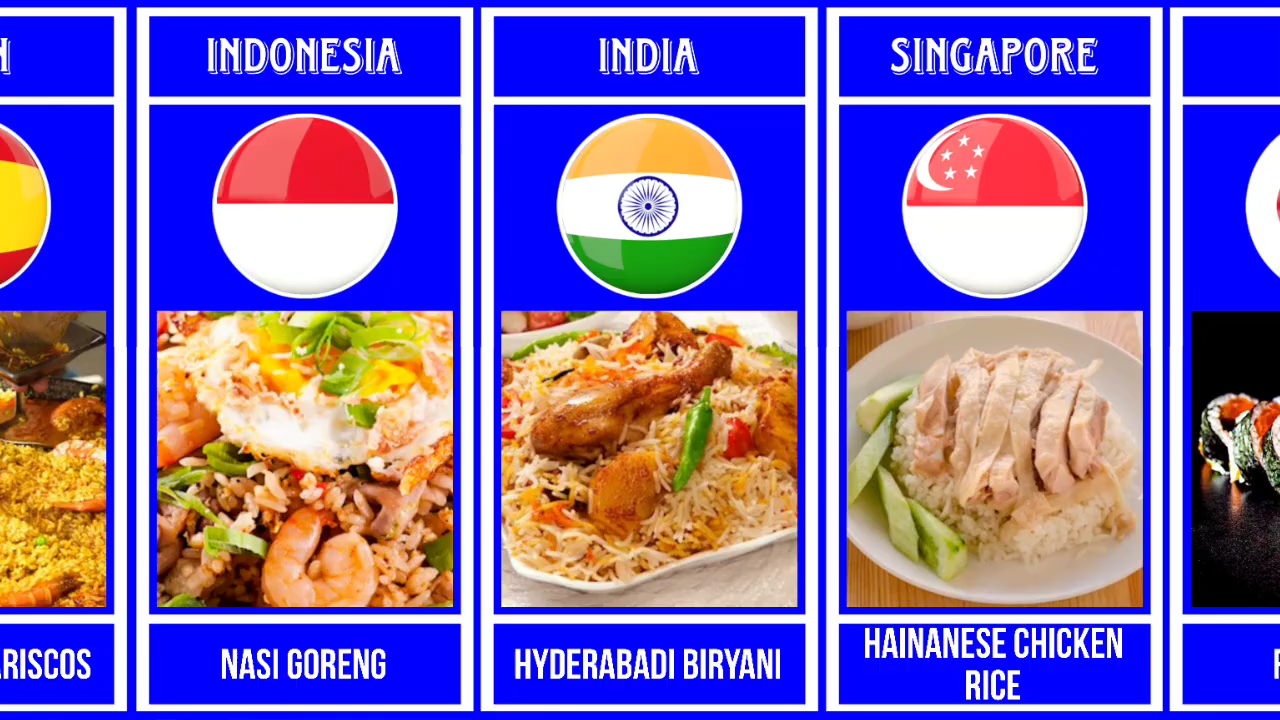 INDONESIA
INDIA
SINGAPORE
NASI GORENG
HYDERABADI BIRYANI
HAINANESE CHICKEN
RICE